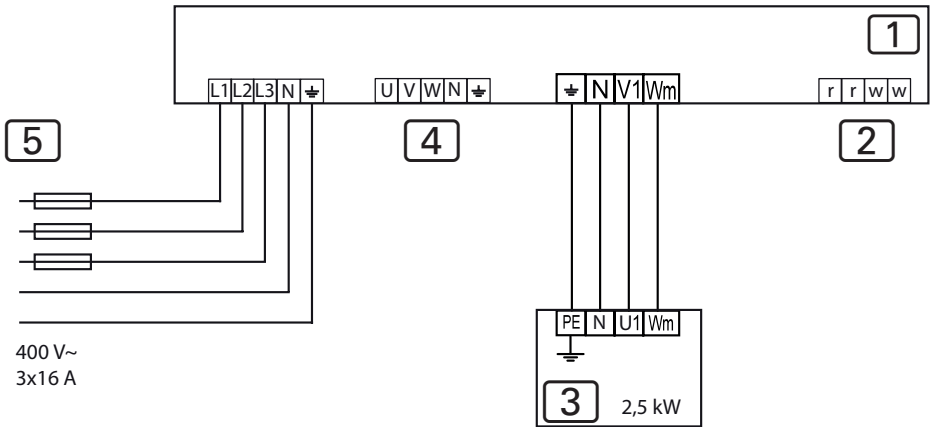 1
L1 L2 L3 N ⏚
U V W N ⏚
⏚ N V1 Wm
r r w w
5
4
2
PE N U1 Wm
400 V~
3x16 A
3
2,5 kW